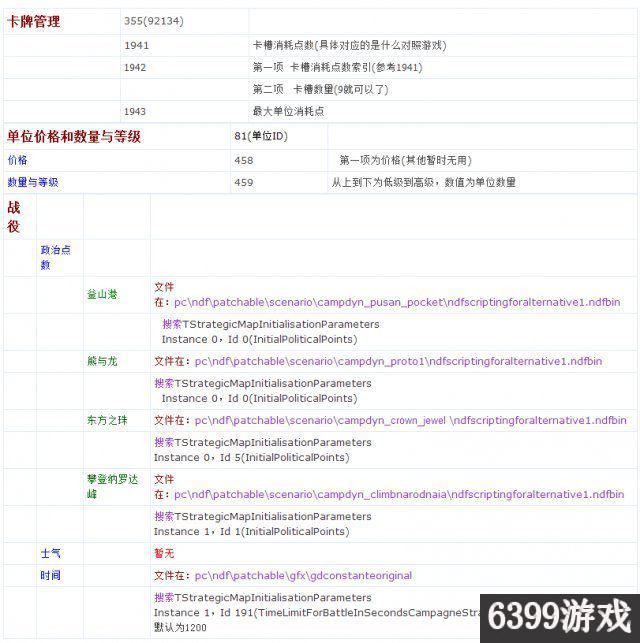 卡牌管理 355(92134)
1941 卡槽消耗点数(具体对应的是什么对照游戏)
1942 第一项 卡槽消耗点数索引(参考1941)
第二项 卡槽数量(9就可以了)
1943 最大单位消耗点
单位价格和数量与等级 81(单位ID)
价格 458 第一项为价格(其他暂时无用)
数量与等级 459 从上到下为低级到高级，数值为单位数量
战
役
政治点
数
釜山港 文件
在：pc\ndf\patchable\scenario\campdyn_pusan_pocket\ndfscriptingforalternative1.ndfbin
搜索TStrategicMapInitialisationParameters
Instance 0，Id 0(InitialPoliticalPoints)
熊与龙 文件在：pc\ndf\patchable\scenario\campdyn_proto1\ndfscriptingforalternative1.ndfbin
搜索TStrategicMapInitialisationParameters
Instance 0，Id 0(InitialPoliticalPoints)
东方之珠 文件在：pc\ndf\patchable\scenario\campdyn_crown_jewel \ndfscriptingforalternative1.ndfbin
搜索TStrategicMapInitialisationParameters
Instance 0，Id 5(InitialPoliticalPoints)
攀登纳罗达
峰 文件
在：pc\ndf\patchable\scenario\campdyn_climbnarodnaia\ndfscriptingforalternative1.ndfbin
搜索TStrategicMapInitialisationParameters
Instance 1，Id 1(InitialPoliticalPoints)
士气 暂无
时间 文件在：pc\ndf\patchable\gfx\gdconstanteoriginal
搜索TStrategicMapInitialisationParameters
Instance 1，Id 191(TimeLimitForBattleInSecondsCampagneStra
默认为1200
6399游戏